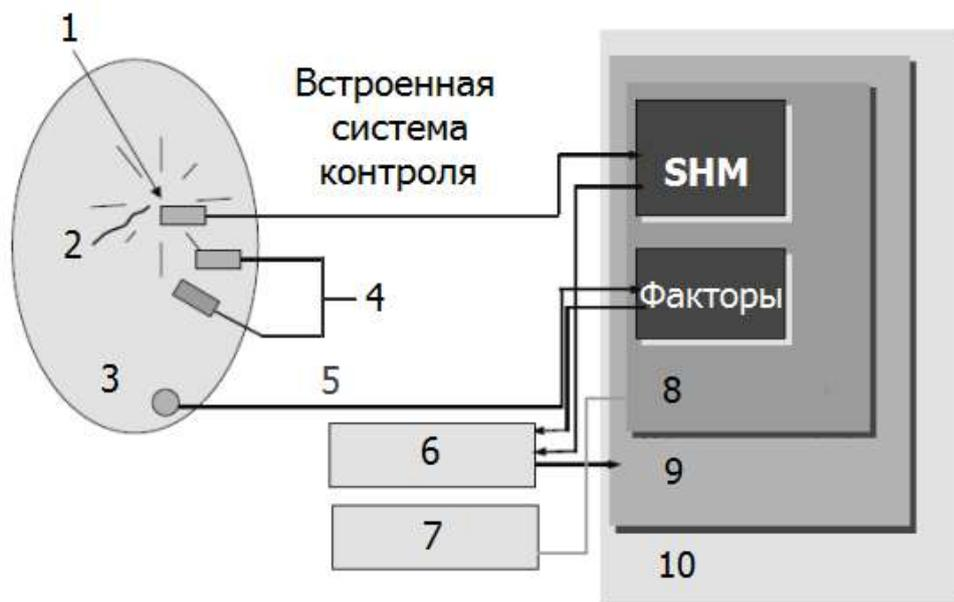 1
Встроенная
система
контроля
SHM
2
4
Факторы
3
5
8
6
9
7
10